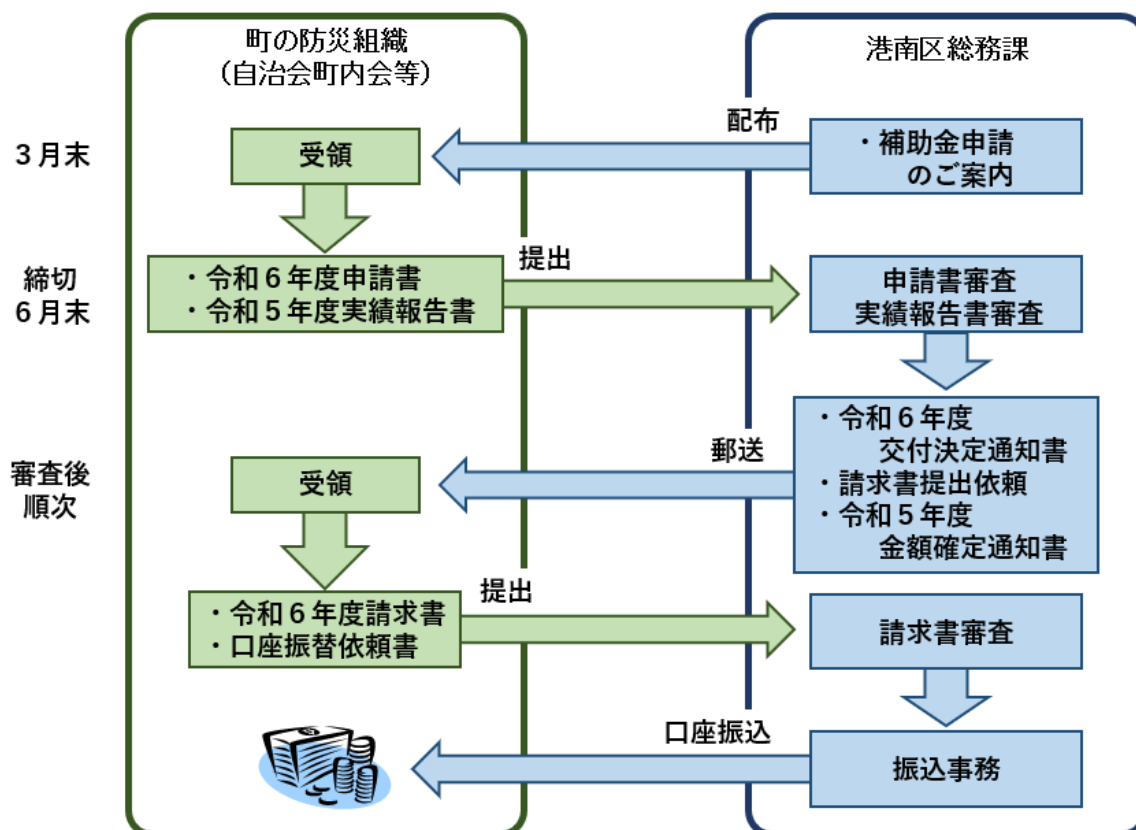 町の防災組織
（自治会町内会等）
港南区総務課
配布
3月末
受領
・補助金申請
のご案内
提出
締切
6月末
・令和６年度申請書
・令和５年度実績報告書
申請書審査
実績報告書審査
郵送
審査後
順次
受領
・令和６年度
交付決定通知書
・請求書提出依頼
・令和５年度
金額確定通知書
提出
・令和６年度請求書
・口座振替依頼書
請求書審査
口座振込
振込事務